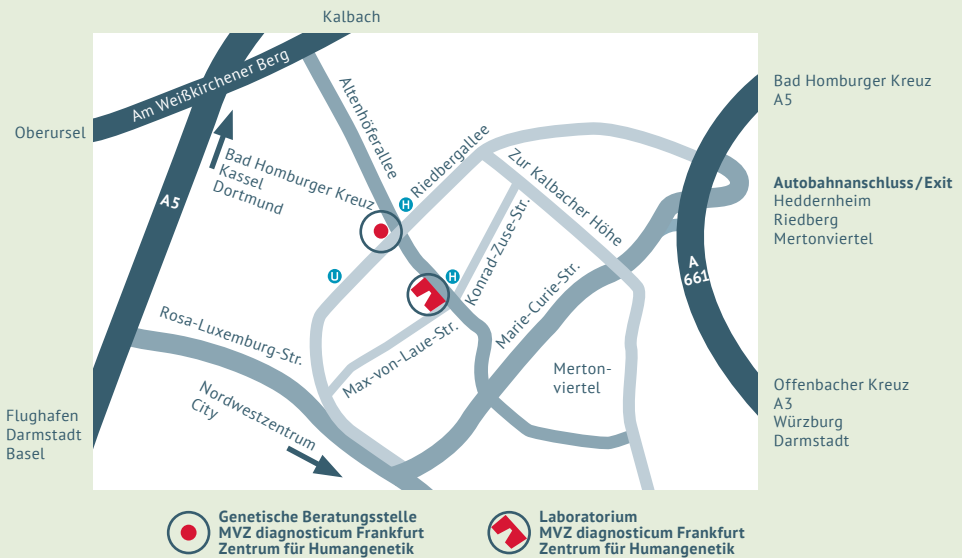 Kalbach
Am Weißkirchener Berg
Oberursel
A5
Bad Homburger Kreuz
Kassel
Dortmund
Altenhöferallee
Riedbergallee
H
Zur Kalbacher Höhe
Bad Homburger Kreuz
A5
Autobahnanschluss/Exit
Heddernheim
Riedberg
Mertonviertel
U
H
Konrad-Zuse-Str.
A
661
Marie-Curie-Str.
Rosa-Luxemburg-Str.
Max-von-Laue-Str.
Merton-
viertel
Nordwestzentrum
City
Flughafen
Darmstadt
Basel
Offenbacher Kreuz
A3
Würzburg
Darmstadt
Genetische Beratungsstelle
MVZ diagnosticum Frankfurt
Zentrum für Humangenetik
Laboratorium
MVZ diagnosticum Frankfurt
Zentrum für Humangenetik